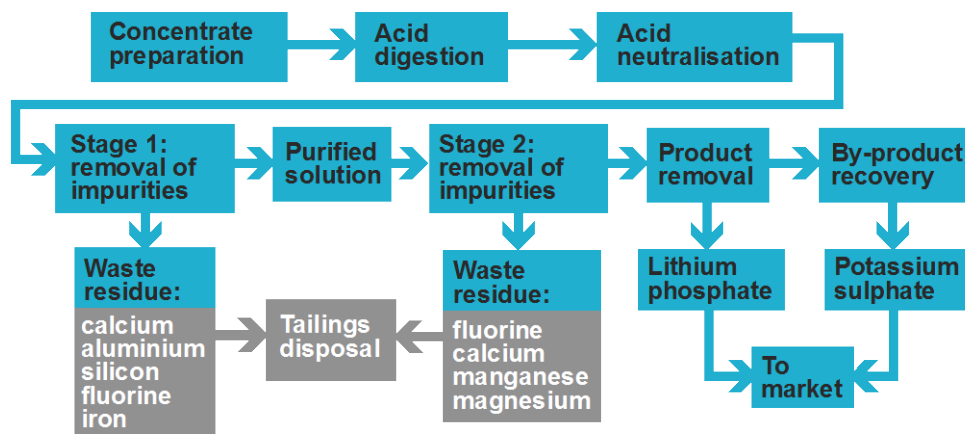 Concentrate
preparation
Acid
digestion
Acid
neutralisation
Stage 1:
removal of
impurities
Purified
solution
Stage 2:
removal of
impurities
Product
removal
By-product
recovery
Waste
residue:
calcium
aluminium
silicon
fluorine
iron
Tailings
disposal
Waste
residue:
fluorine
calcium
manganese
magnesium
Lithium
phosphate
Potassium
sulphate
To
market